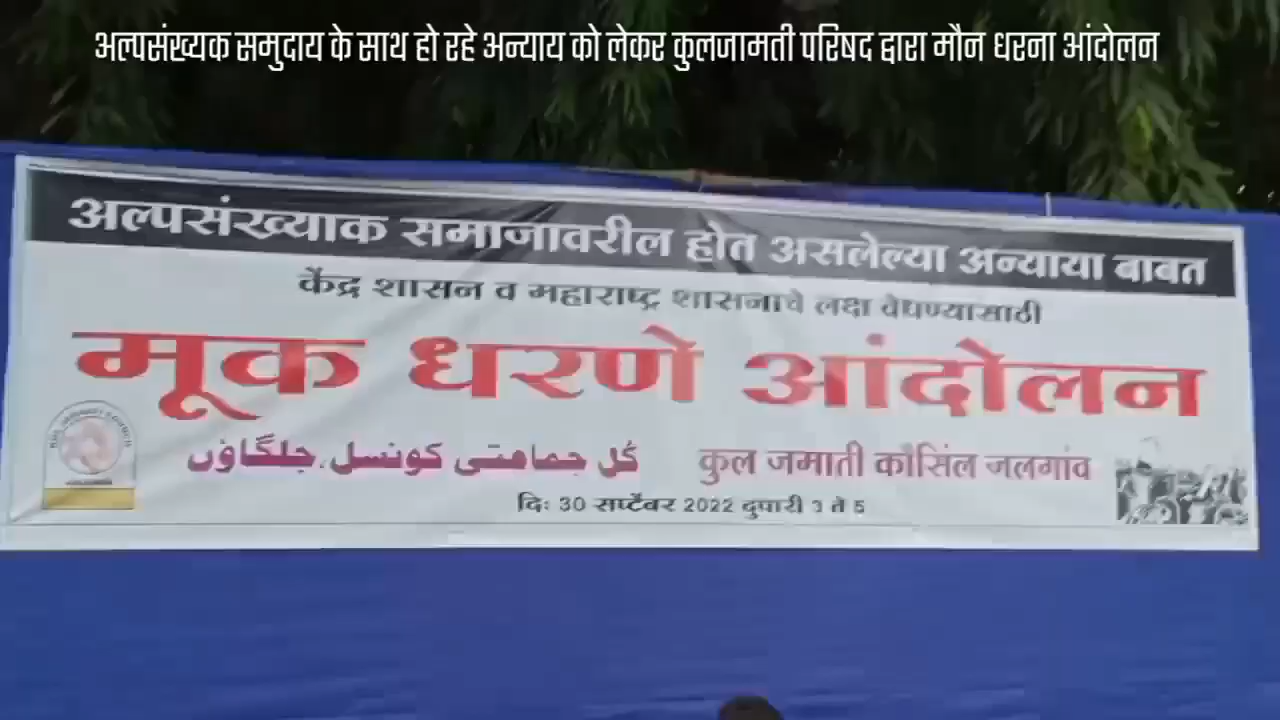 अल्पसंख्यक समुदाय के साथ हो रहे अन्याय को लेकर कुलजामती परिषद द्वारा मौन धरना आंदोलन
अल्पसंख्याक समाजावरील होत असलेल्या अन्याया बाबत
केंद्र शासन व महाराष्ट्र शासनाचे लक्ष वेधण्यासाठी
मूक धरणे आंदोलन
کُل جماعتی کونسل، جلگاؤں
कुल जमाती कौसिंल जलगांव
दिः 30 सप्टेंबर 2022 दुपारी 3 ते 5